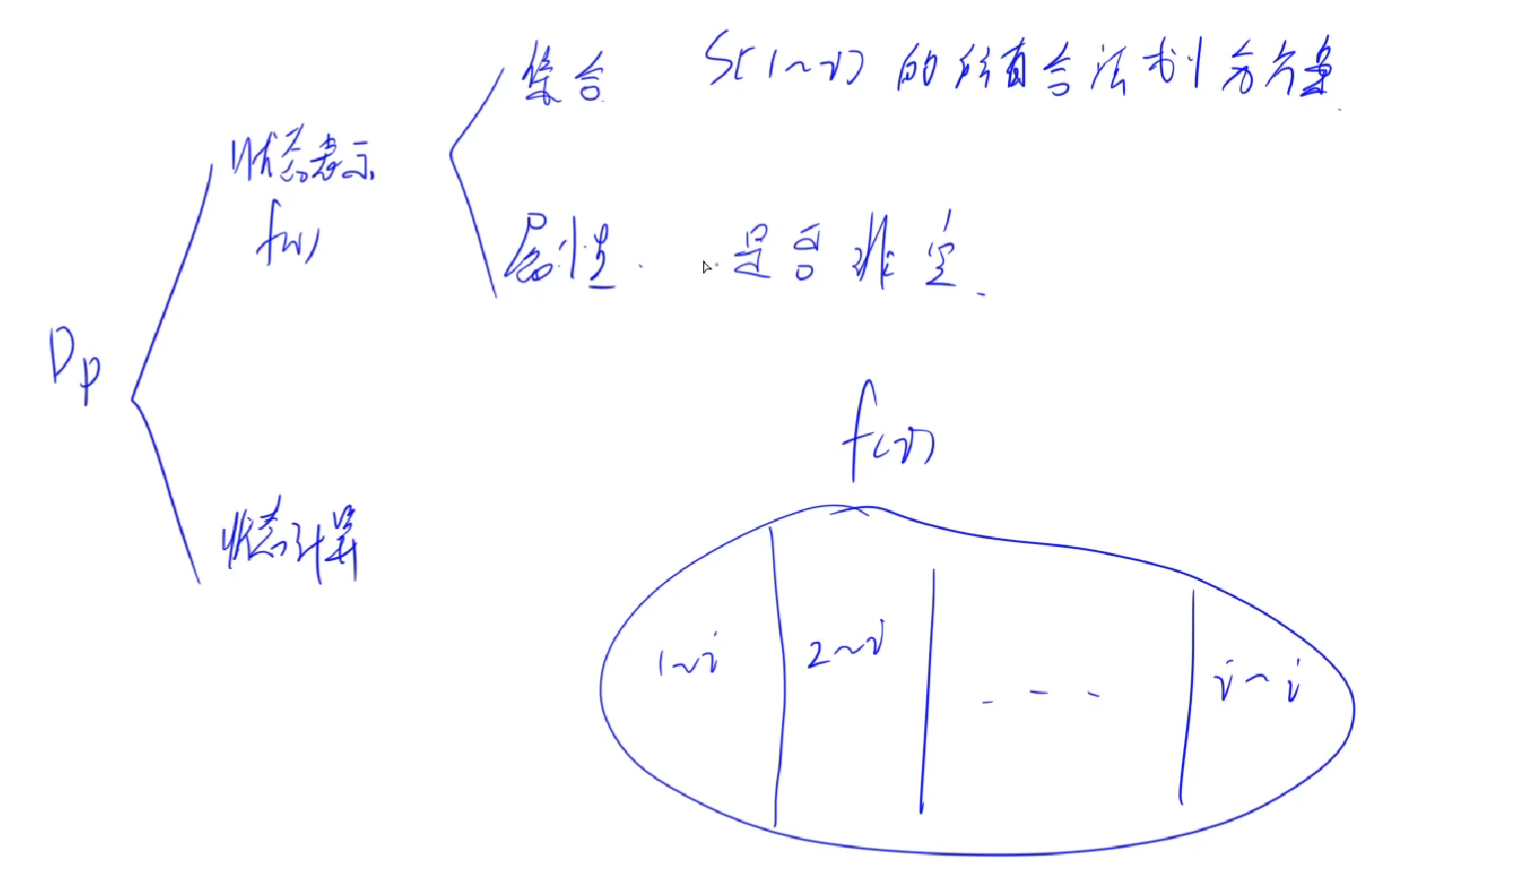 集合 S[1~i] 的所有合法划分方案.
状态表示
f(i)
属性. 是否非空.
Dp
f(i)
状态计算
1~i 2~i - - - i~i